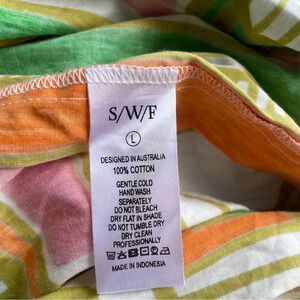 S/W/F
L
DESIGNED IN AUSTRALIA
100% COTTON
GENTLE COLD
HAND WASH
SEPARATELY
DO NOT BLEACH
DRY FLAT IN SHADE
DO NOT TUMBLE DRY
DRY CLEAN
PROFESSIONALLY
MADE IN INDONESIA